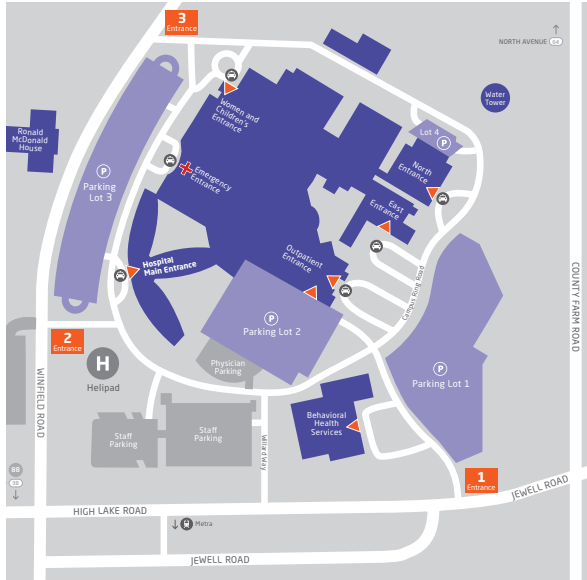 3
Entrance
NORTH AVENUE 64
Water
Tower
Women and
Children's
Entrance
Ronald
McDonald
House
Lot 4
P
North
Entrance
P
Parking
Lot 3
Emergency
Entrance
East
Entrance
Hospital
Main Entrance
Outpatient
Entrance
Campus Ring Road
COUNTY FARM ROAD
P
Parking Lot 2
2
Entrance
H
Helipad
Physician
Parking
P
Parking Lot 1
WINFIELD ROAD
Staff
Parking
Staff
Parking
Behavioral
Health
Services
Willard Way
88
1
Entrance
JEWELL ROAD
HIGH LAKE ROAD
Metra
JEWELL ROAD